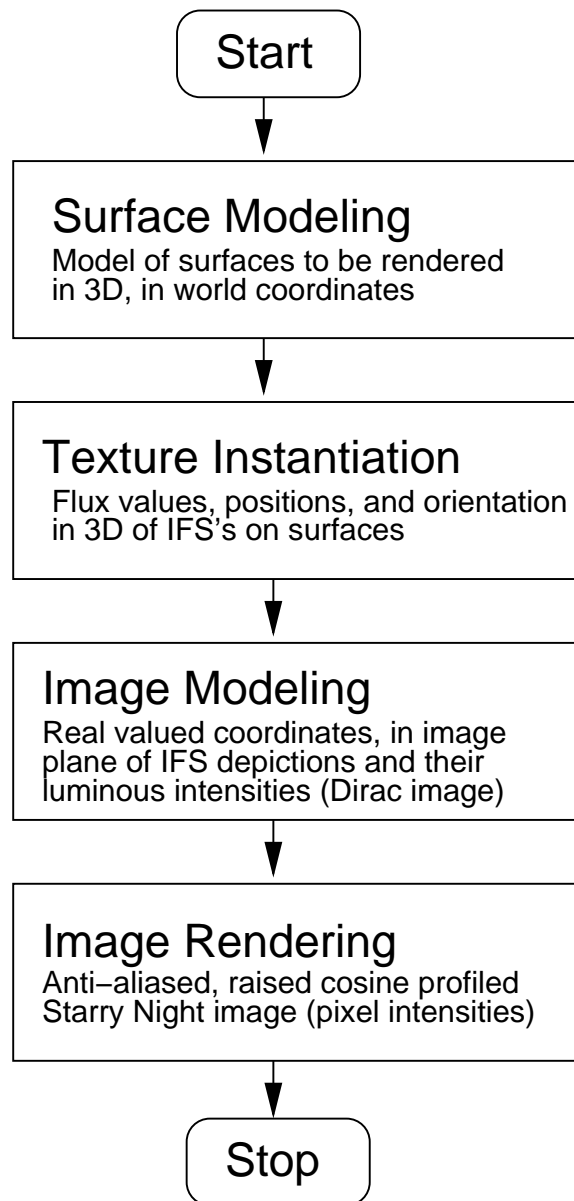 Start
Surface Modeling
Model of surfaces to be rendered
in 3D, in world coordinates
Texture Instantiation
Flux values, positions, and orientation
in 3D of IFS's on surfaces
Image Modeling
Real valued coordinates, in image
plane of IFS depictions and their
luminous intensities (Dirac image)
Image Rendering
Anti−aliased, raised cosine profiled
Starry Night image (pixel intensities)
Stop